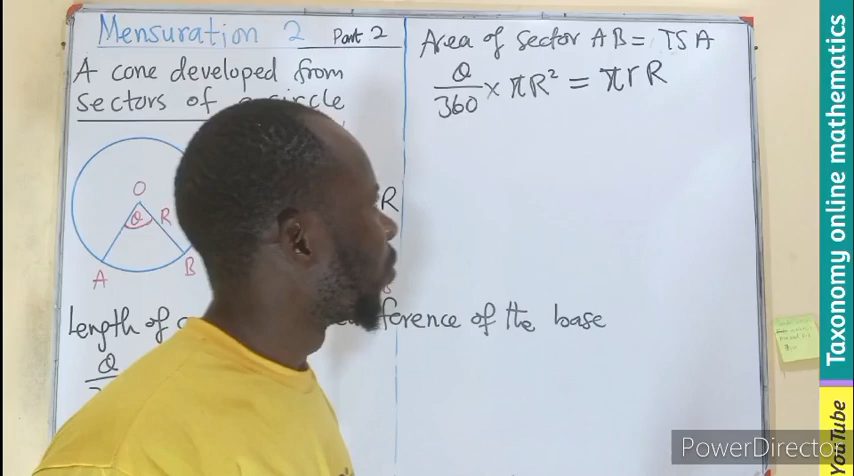 Mensuration 2 Part 2
A cone developed from
sectors of circle
O
θ R
A B
R
Length of
ference of the base
θ
Area of sector AB = TSA
θ/360 × πR² = πrR
Taxonomy online mathematics
YouTube
PowerDirector